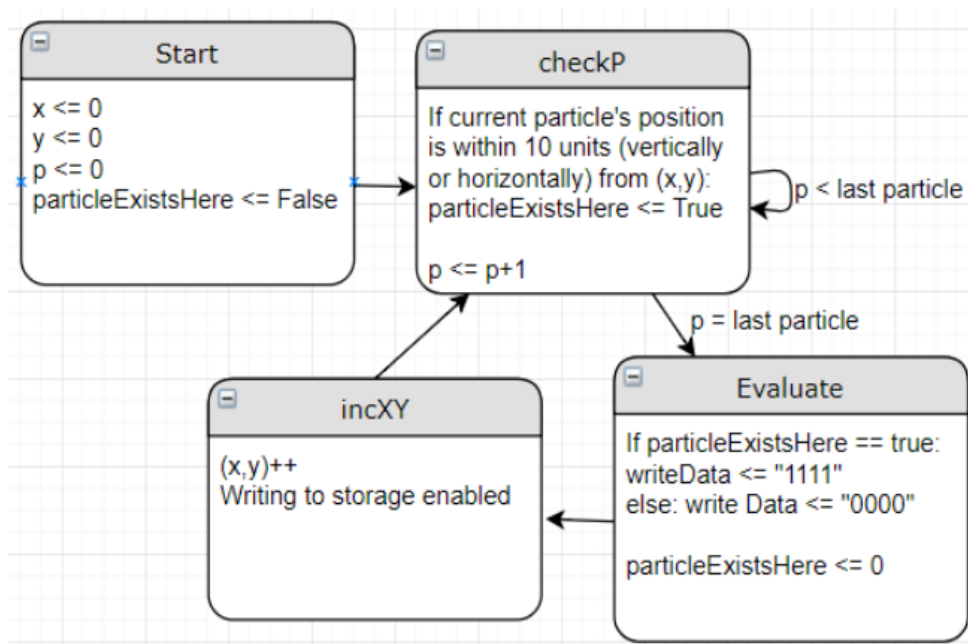 Start
x <= 0
y <= 0
p <= 0
particleExistsHere <= False
checkP
If current particle's position
is within 10 units (vertically
or horizontally) from (x,y):
particleExistsHere <= True
p <= p+1
p < last particle
p = last particle
Evaluate
If particleExistsHere == true:
writeData <= "1111"
else: write Data <= "0000"
particleExistsHere <= 0
incXY
(x,y)++
Writing to storage enabled